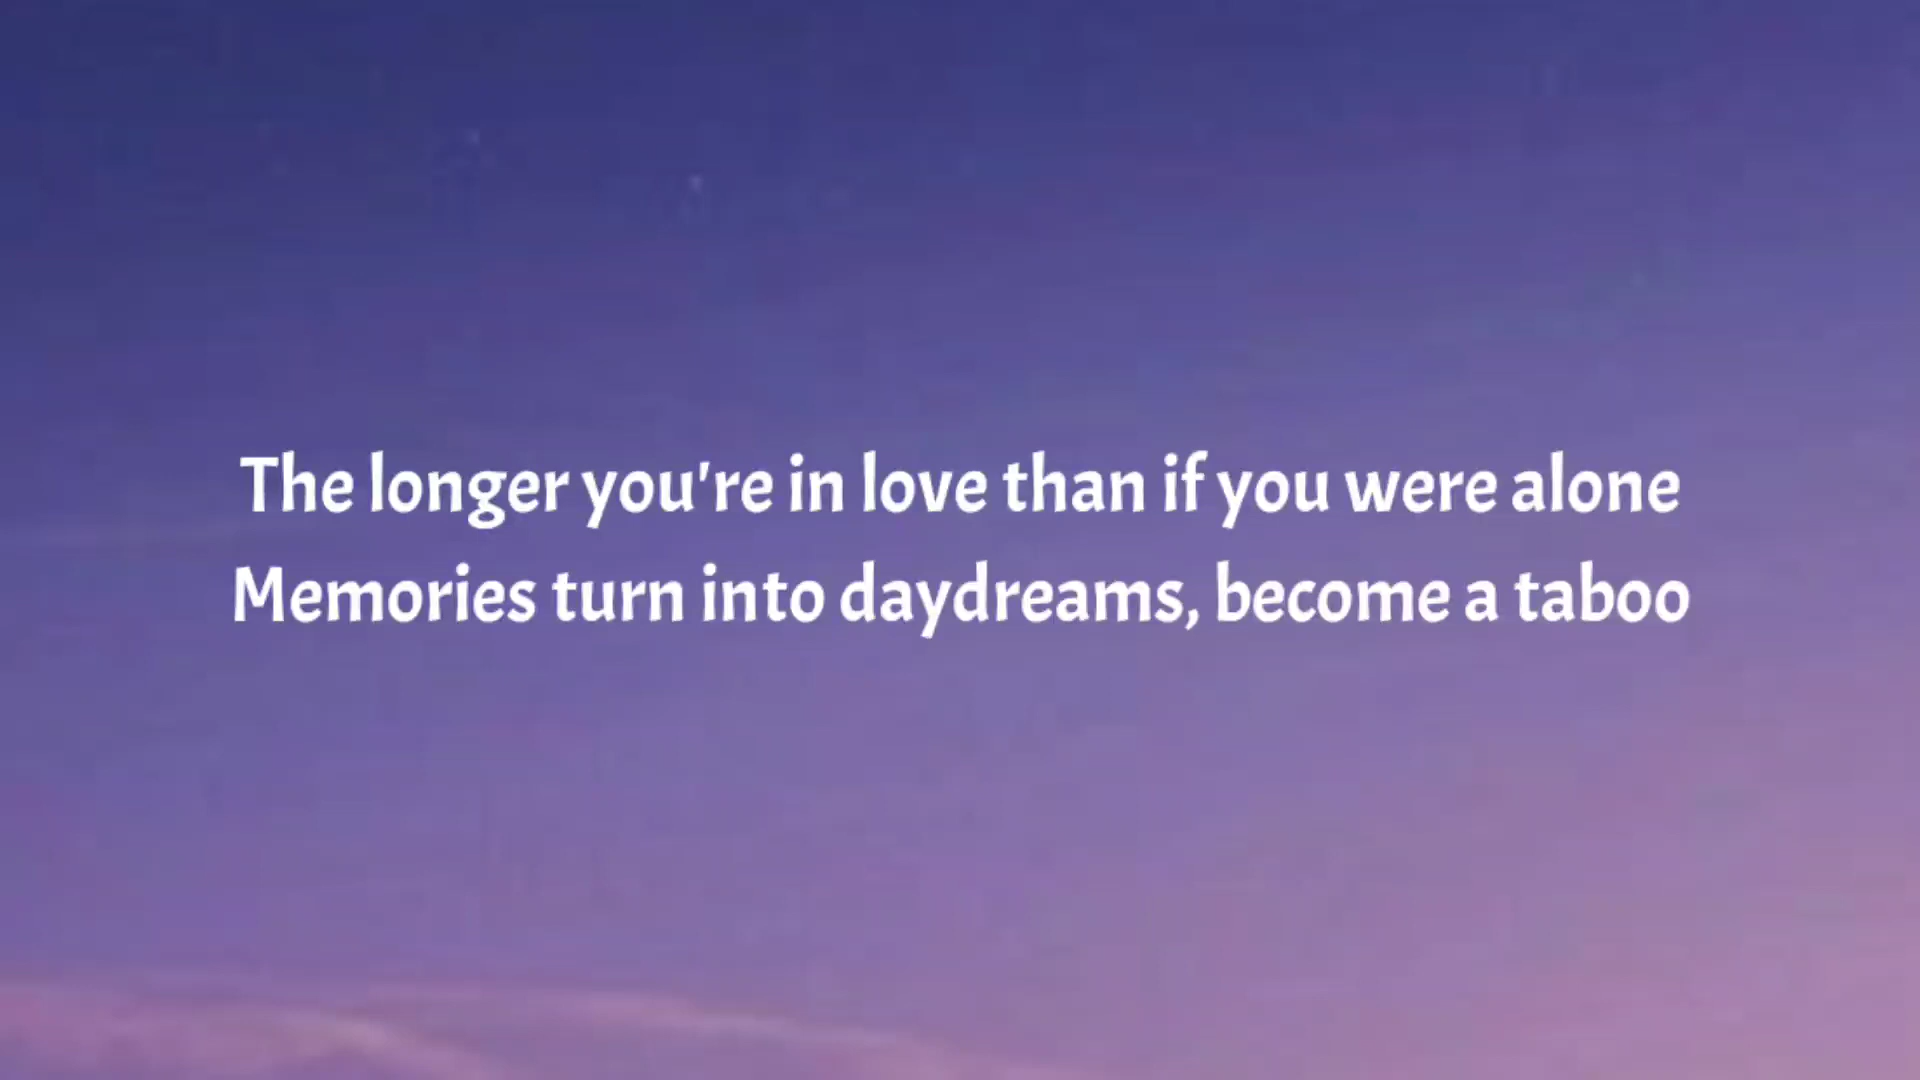 The longer you're in love than if you were alone
Memories turn into daydreams, become a taboo